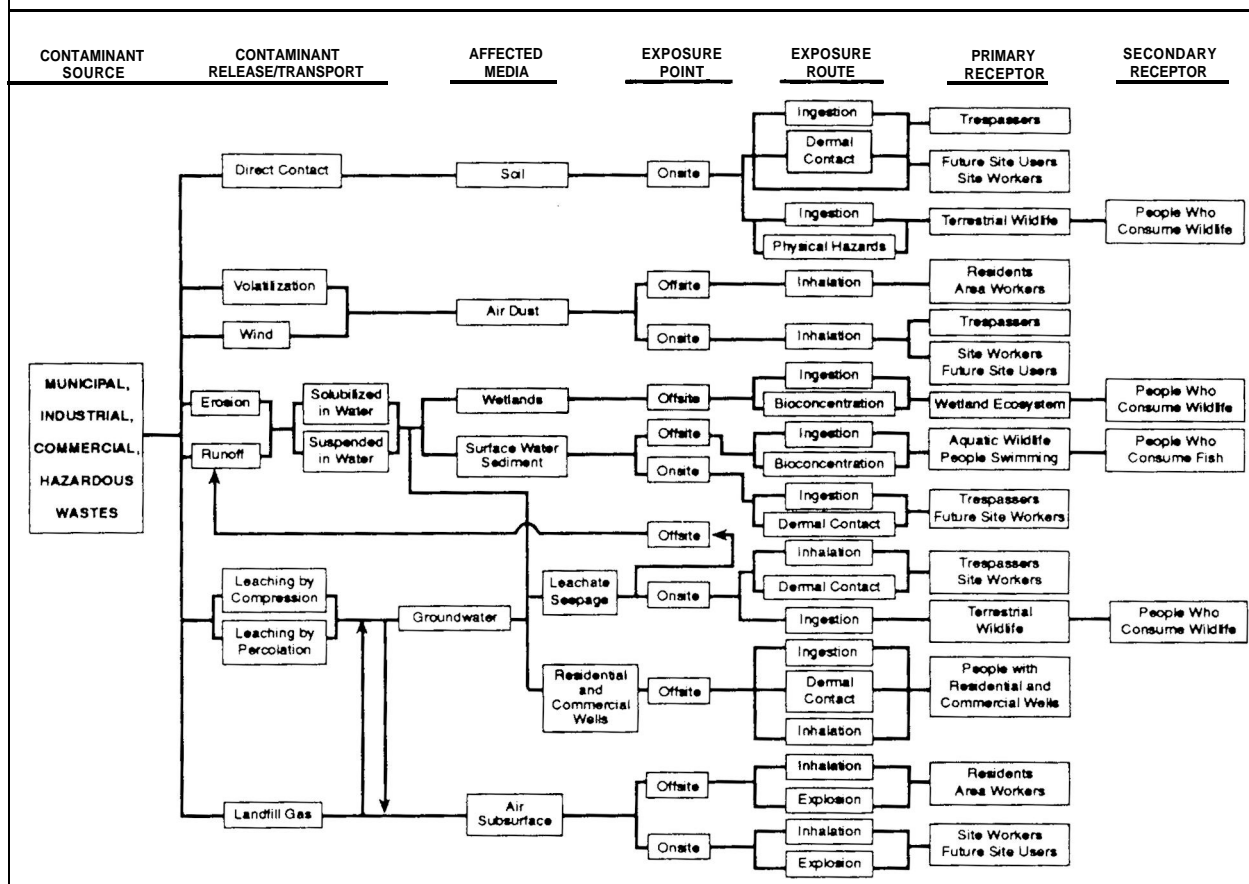 CONTAMINANT
SOURCE
CONTAMINANT
RELEASE/TRANSPORT
AFFECTED
MEDIA
EXPOSURE
POINT
EXPOSURE
ROUTE
PRIMARY
RECEPTOR
SECONDARY
RECEPTOR
MUNICIPAL,
INDUSTRIAL,
COMMERCIAL,
HAZARDOUS
WASTES
Direct Contact
Soil
Onsite
Ingestion
Dermal
Contact
Trespassers
Future Site Users
Site Workers
Ingestion
Physical Hazards
Terrestrial Wildlife
People Who
Consume Wildlife
Volatilization
Wind
Air Dust
Offsite
Inhalation
Residents
Area Workers
Onsite
Inhalation
Trespassers
Site Workers
Future Site Users
Erosion
Runoff
Solubilized
in Water
Suspended
in Water
Wetlands
Offsite
Ingestion
Bioconcentration
Wetland Ecosystem
People Who
Consume Wildlife
Surface Water
Sediment
Offsite
Onsite
Ingestion
Bioconcentration
Aquatic Wildlife
People Swimming
People Who
Consume Fish
Ingestion
Dermal Contact
Trespassers
Future Site Workers
Offsite
Leaching by
Compression
Leaching by
Percolation
Groundwater
Leachate
Seepage
Onsite
Inhalation
Dermal Contact
Trespassers
Site Workers
Ingestion
Terrestrial
Wildlife
People Who
Consume Wildlife
Residential
and
Commercial
Wells
Offsite
Ingestion
Dermal
Contact
Inhalation
People with
Residential and
Commercial Wells
Landfill Gas
Air
Subsurface
Offsite
Inhalation
Explosion
Residents
Area Workers
Onsite
Inhalation
Explosion
Site Workers
Future Site Users